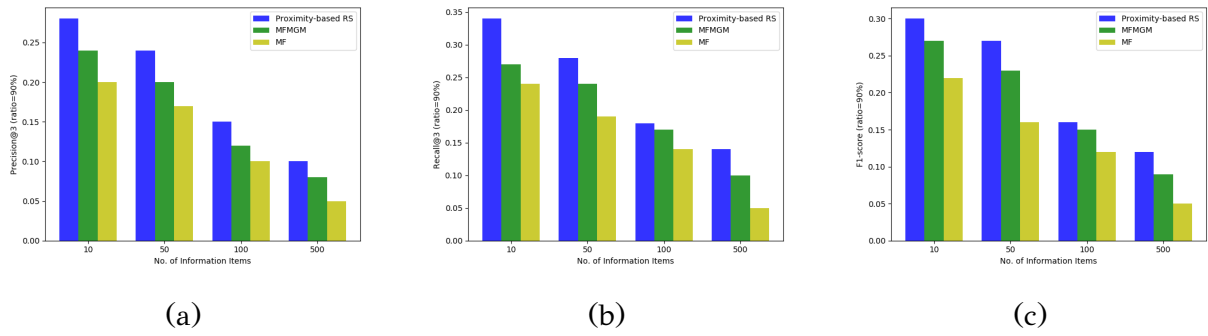 Precision@3 (ratio=90%)
0.25
0.20
0.15
0.10
0.05
0.00
10 50 100 500
No. of Information Items
Proximity-based RS
MFMGM
MF
(a)
Recall@3 (ratio=90%)
0.35
0.30
0.25
0.20
0.15
0.10
0.05
0.00
10 50 100 500
No. of Information Items
Proximity-based RS
MFMGM
MF
(b)
F1-score (ratio=90%)
0.30
0.25
0.20
0.15
0.10
0.05
0.00
10 50 100 500
No. of Information Items
Proximity-based RS
MFMGM
MF
(c)